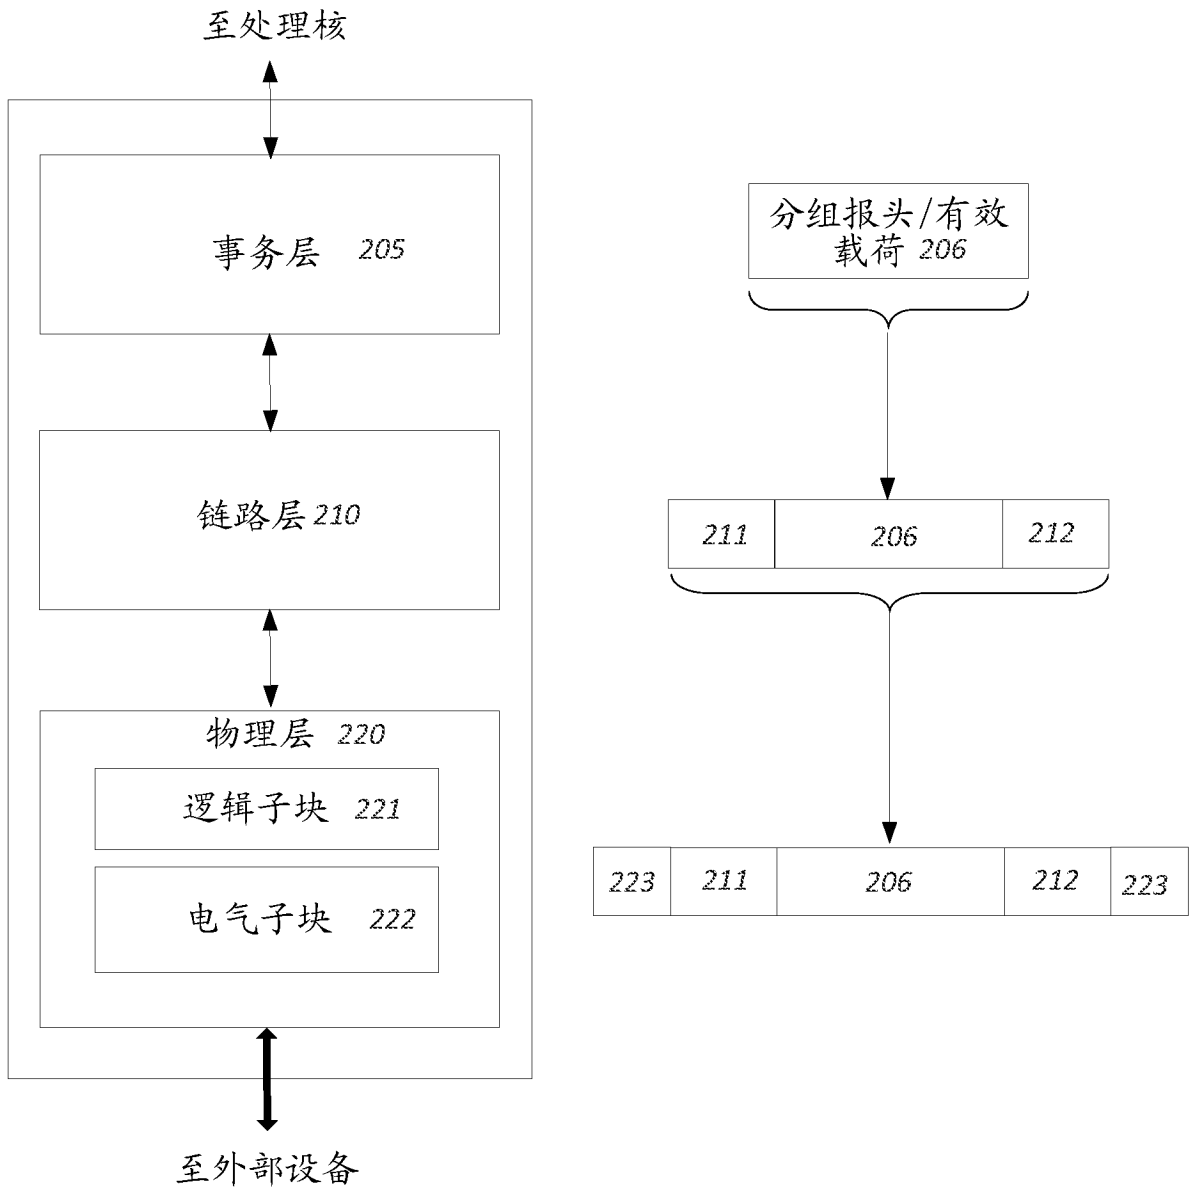 至处理核
事务层 205
链路层 210
物理层 220
逻辑子块 221
电气子块 222
至外部设备
分组报头/有效
载荷 206
211 206 212
223 211 206 212 223